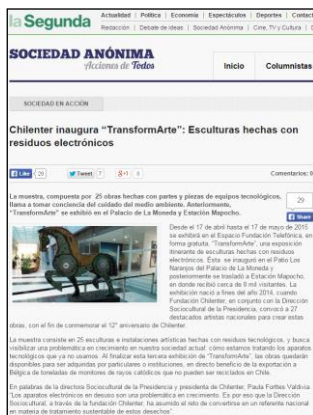 la Segunda
Actualidad | Política | Economía | Espectáculos | Deportes | Contact
Redacción | Debate de ideas | Sociedad Anónima | Cine, TV y Cultura |
SOCIEDAD ANÓNIMA
Acciones de Todos
Inicio Columnistas
SOCIEDAD EN ACCIÓN
Chilenter inaugura “TransformArte”: Esculturas hechas con
residuos electrónicos
Like 29 Tweet 7 g+1 0 Comentarios: 0
La muestra, compuesta por 25 obras hechas con partes y piezas de equipos tecnológicos,
llama a tomar conciencia del cuidado del medio ambiente. Anteriormente,
“TransformArte” se exhibió en el Palacio de La Moneda y Estación Mapocho.
29
Share
Desde el 17 de abril hasta el 17 de mayo de 2015
se exhibirá en el Espacio Fundación Telefónica, en
forma gratuita, “TransformArte”, una exposición
itinerante de esculturas hechas con residuos
electrónicos. Ésta se inauguró en el Patio Los
Naranjos del Palacio de La Moneda y
posteriormente se trasladó a Estación Mapocho,
en donde recibió cerca de 8 mil visitantes. La
exhibición nació a fines del año 2014, cuando
Fundación Chilenter, en conjunto con la Dirección
Sociocultural de la Presidencia, convocó a 27
destacados artistas nacionales para crear estas
obras, con el fin de conmemorar el 12° aniversario de Chilenter.
La muestra consiste en 25 esculturas e instalaciones artísticas hechas con residuos tecnológicos, y busca
visibilizar una problemática en crecimiento en nuestra sociedad actual: cómo estamos tratando los aparatos
tecnológicos que ya no usamos. Al finalizar esta tercera exhibición de “TransformArte”, las obras quedarán
disponibles para ser adquiridas por particulares o instituciones, en directo beneficio de la exportación a
Bélgica de toneladas de monitores de rayos catódicos que no pueden ser reciclados en Chile.
En palabras de la directora Sociocultural de la Presidencia y presidenta de Chilenter, Paula Forttes Valdivia
“Los aparatos electrónicos en desuso son una problemática en crecimiento. Es por eso que la Dirección
Sociocultural, a través de la fundación Chilenter, ha asumido el reto de convertirse en un referente nacional
en materia de tratamiento sustentable de estos desechos”.